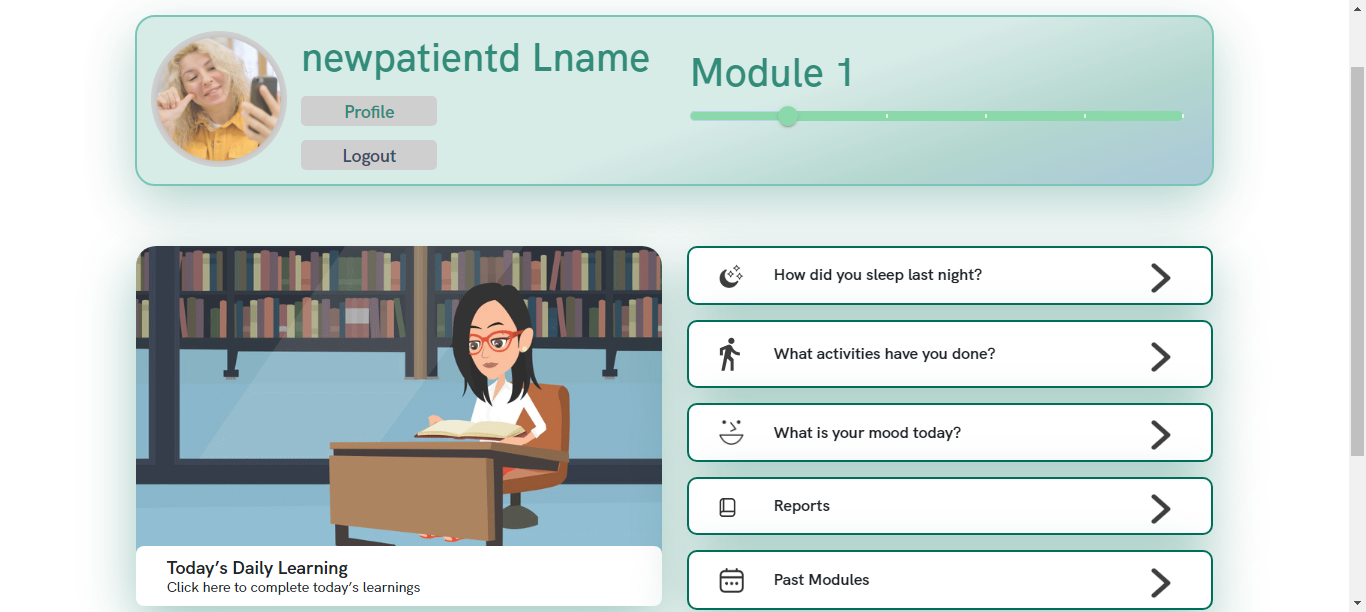 newpatientd Lname
Profile
Logout
Module 1
Today’s Daily Learning
Click here to complete today’s learnings
How did you sleep last night?
What activities have you done?
What is your mood today?
Reports
Past Modules